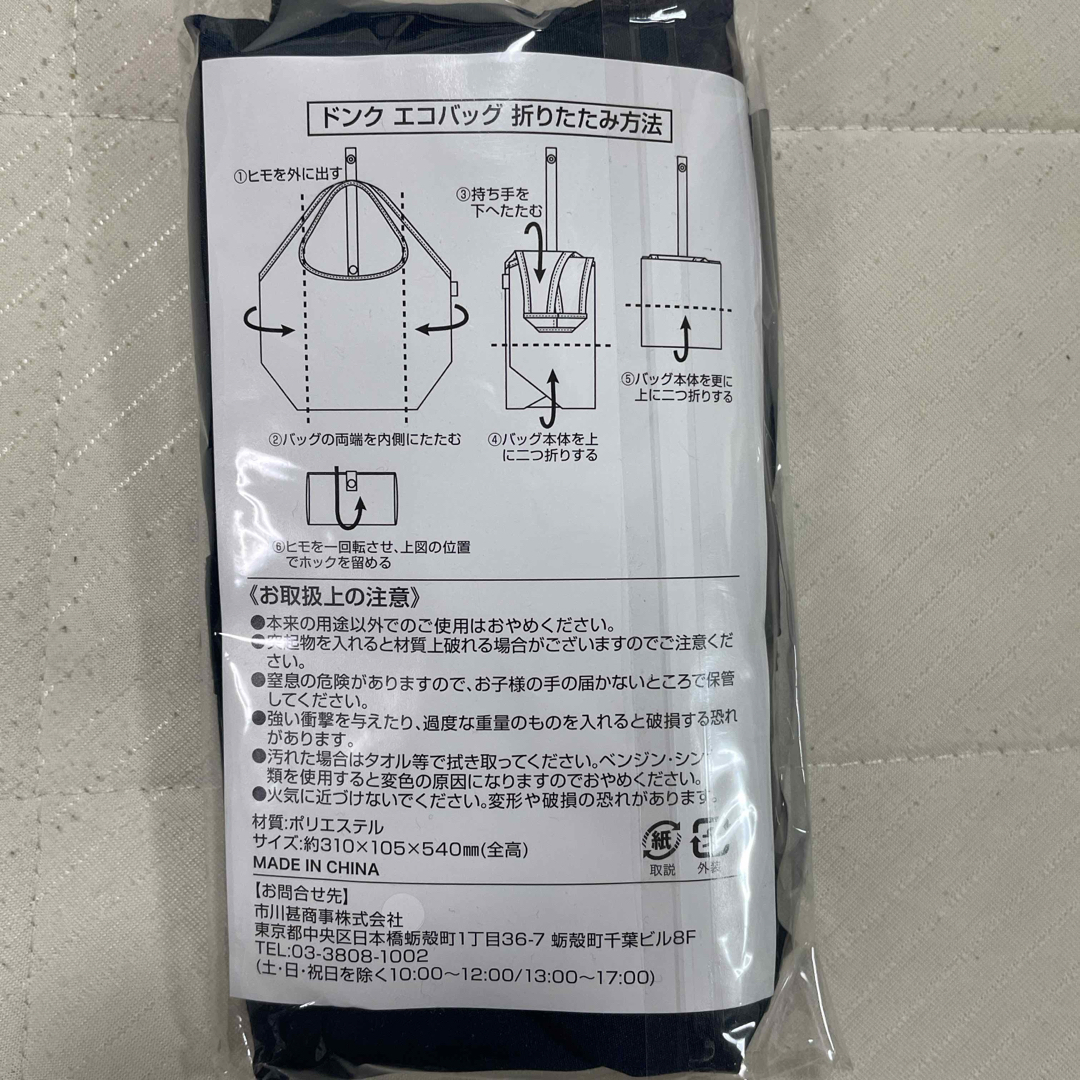 ドンク エコバッグ 折りたたみ方法
①ヒモを外に出す
②バッグの両端を内側にたたむ
③持ち手を
下へたたむ
④バッグ本体を上
に二つ折りする
⑤バッグ本体を更に
上に二つ折りする
⑥ヒモを一回転させ、上図の位置
でホックを留める
《お取扱上の注意》
●本来の用途以外でのご使用はおやめください。
●突起物を入れると材質上破れる場合がございますのでご注意くだ
さい。
●窒息の危険がありますので、お子様の手の届かないところで保管
してください。
●強い衝撃を与えたり、過度な重量のものを入れると破損する恐れ
があります。
●汚れた場合はタオル等で拭き取ってください。ベンジン・シン
類を使用すると変色の原因になりますのでおやめください。
●火気に近づけないでください。変形や破損の恐れがあります。
材質:ポリエステル
サイズ:約310×105×540㎜(全高)
MADE IN CHINA
紙
取説
外装
【お問合せ先】
市川甚商事株式会社
東京都中央区日本橋蛎殻町1丁目36-7 蛎殻町千葉ビル8F
TEL:03-3808-1002
(土・日・祝日を除く10:00〜12:00/13:00〜17:00)